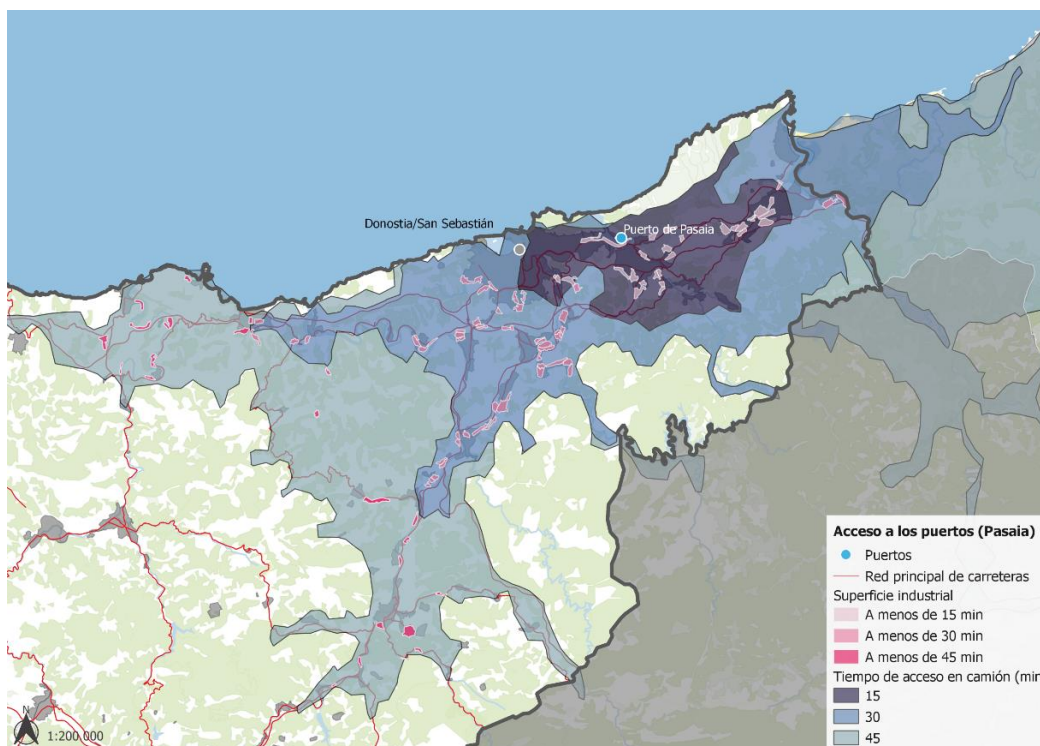 Donostia/San Sebastián
Puerto de Pasaia
Acceso a los puertos (Pasaia)
Puertos
Red principal de carreteras
Superficie industrial
A menos de 15 min
A menos de 30 min
A menos de 45 min
Tiempo de acceso en camión (min
15
30
45
N
1:200 000